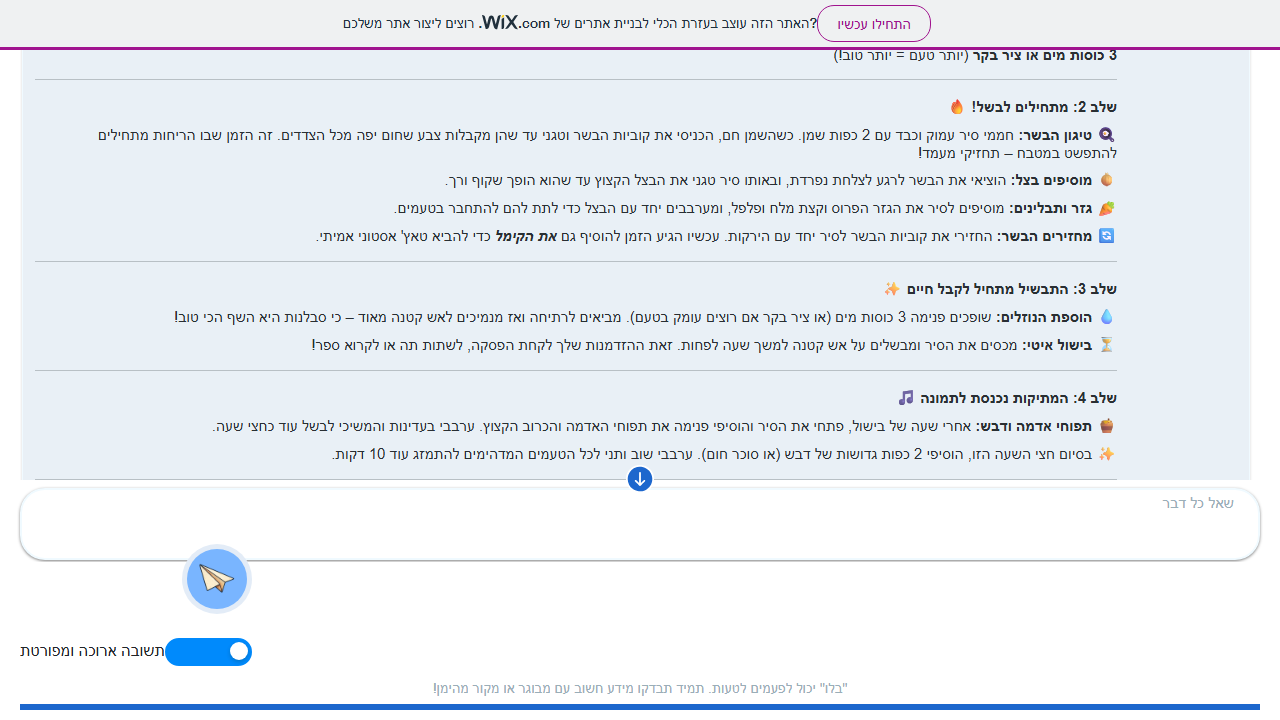 האתר הזה עוצב בעזרת הכלי לבניית אתרים של WiX.com. רוצים ליצור אתר משלכם? התחילו עכשיו
3 כוסות מים או ציר בקר (יותר טעם = יותר טוב!)
שלב 2: מתחילים לבשל! 🔥
🍳 טיגון הבשר: חממי סיר עמוק וכבד עם 2 כפות שמן. כשהשמן חם, הכניסי את קוביות הבשר וטגני עד שהן מקבלות צבע שחום יפה מכל הצדדים. זה הזמן שבו הריחות מתחילים
להתפשט במטבח – תחזיקי מעמד!
🌰 מוסיפים בצל: הוציאי את הבשר לרגע לצלחת נפרדת, ובאותו סיר טגני את הבצל הקצוץ עד שהוא הופך שקוף ורך.
🥕 גזר ותבלינים: מוסיפים לסיר את הגזר הפרוס וקצת מלח ופלפל, ומערבבים יחד עם הבצל כדי לתת להם להתחבר בטעמים.
🔄 מחזירים הבשר: החזירי את קוביות הבשר לסיר יחד עם הירקות. עכשיו הגיע הזמן להוסיף גם את הקימל כדי להביא טאץ' אסטוני אמיתי.
שלב 3: התבשיל מתחיל לקבל חיים ✨
💧 הוספת הנוזלים: שופכים פנימה 3 כוסות מים (או ציר בקר אם רוצים עומק בטעם). מביאים לרתיחה ואז מנמיכים לאש קטנה מאוד – כי סבלנות היא השף הכי טוב!
⏳ בישול איטי: מכסים את הסיר ומבשלים על אש קטנה למשך שעה לפחות. זאת ההזדמנות שלך לקחת הפסקה, לשתות תה או לקרוא ספר!
שלב 4: המתיקות נכנסת לתמונה 🎵
תפוחי אדמה ודבש: אחרי שעה של בישול, פתחי את הסיר והוסיפי פנימה את תפוחי האדמה והכרוב הקצוץ. ערבבי בעדינות והמשיכי לבשל עוד כחצי שעה.
✨ בסיום חצי השעה הזו, הוסיפי 2 כפות גדושות של דבש (או סוכר חום). ערבבי שוב ותני לכל הטעמים המדהימים להתמזג עוד 10 דקות.
שאל כל דבר
תשובה ארוכה ומפורטת
"בלו" יכול לפעמים לטעות. תמיד תבדקו מידע חשוב עם מבוגר או מקור מהימן!